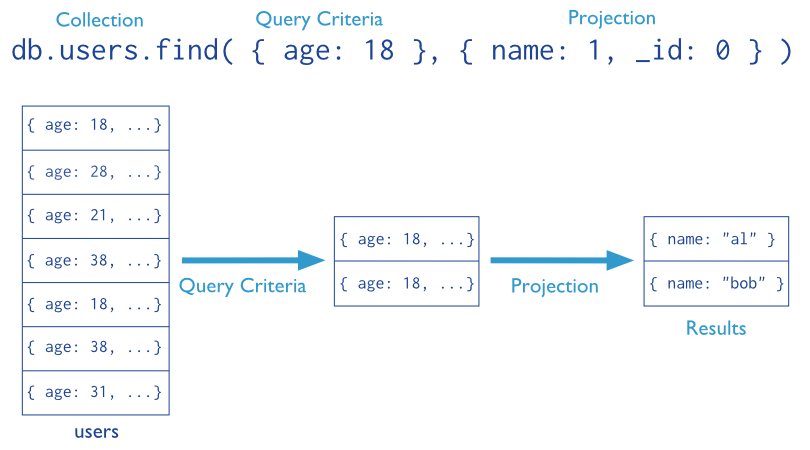 Collection Query Criteria Projection
db.users.find( { age: 18 }, { name: 1, _id: 0 } )
{ age: 18, ...}
{ age: 28, ...}
{ age: 21, ...}
{ age: 38, ...}
{ age: 18, ...}
{ age: 38, ...}
{ age: 31, ...}
users
Query Criteria
{ age: 18, ...}
{ age: 18, ...}
Projection
{ name: "al" }
{ name: "bob" }
Results